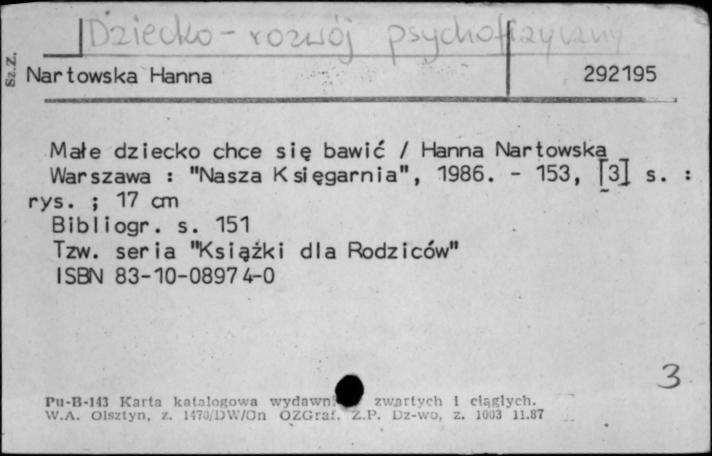 Dziecko - rozwój psychofizyczny
Sz.Z.
Nartowska Hanna 292195
Małe dziecko chce się bawić / Hanna Nartowska
Warszawa : "Nasza Księgarnia", 1986. - 153, [3] s. :
rys. ; 17 cm
Bibliogr. s. 151
Tzw. seria "Książki dla Rodziców"
ISBN 83-10-08974-0
3
Pu-B-143 Karta katalogowa zwartych i ciągłych.
W.A. Olsztyn, z. 1470/DW/On OZGraf. Z.P. Dz-wo, z. 1003 11.87